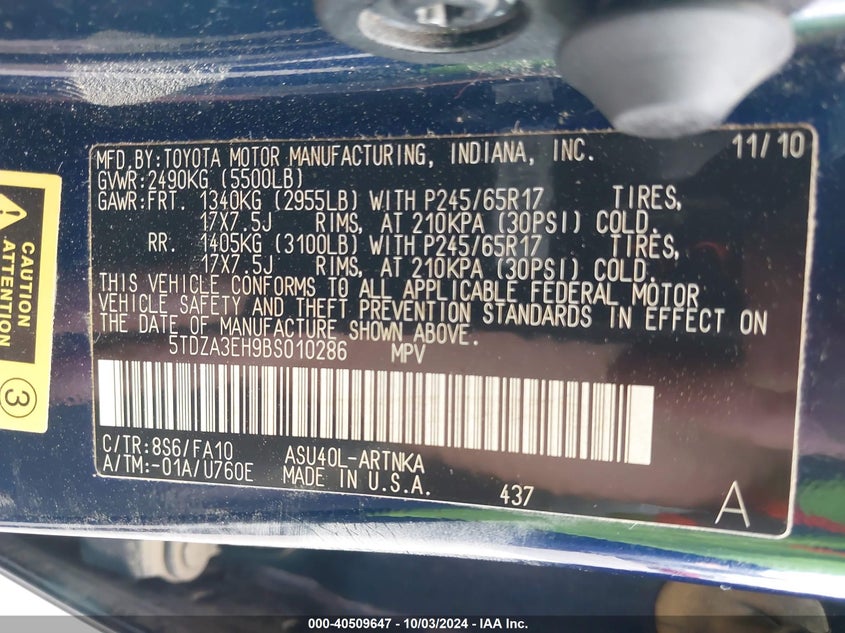 MFD.BY:TOYOTA MOTOR MANUFACTURING, INDIANA, INC. 11/10
GVWR:2490KG (5500LB)
GAWR:FRT. 1340KG (2955LB) WITH P245/65R17 TIRES,
17X7.5J RIMS, AT 210KPA (30PSI) COLD.
RR. 1405KG (3100LB) WITH P245/65R17 TIRES,
17X7.5J RIMS, AT 210KPA (30PSI) COLD.
THIS VEHICLE CONFORMS TO ALL APPLICABLE FEDERAL MOTOR
VEHICLE SAFETY AND THEFT PREVENTION STANDARDS IN EFFECT ON
THE DATE OF MANUFACTURE SHOWN ABOVE.
5TDZA3EH9BS010286 MPV
C/TR:8S6/FA10 ASU40L-ARTNKA
A/TM:-01A/U760E MADE IN U.S.A. 437 A
CAUTION
ATTENTION
3
000-40509647 - 10/03/2024 - IAA Inc.